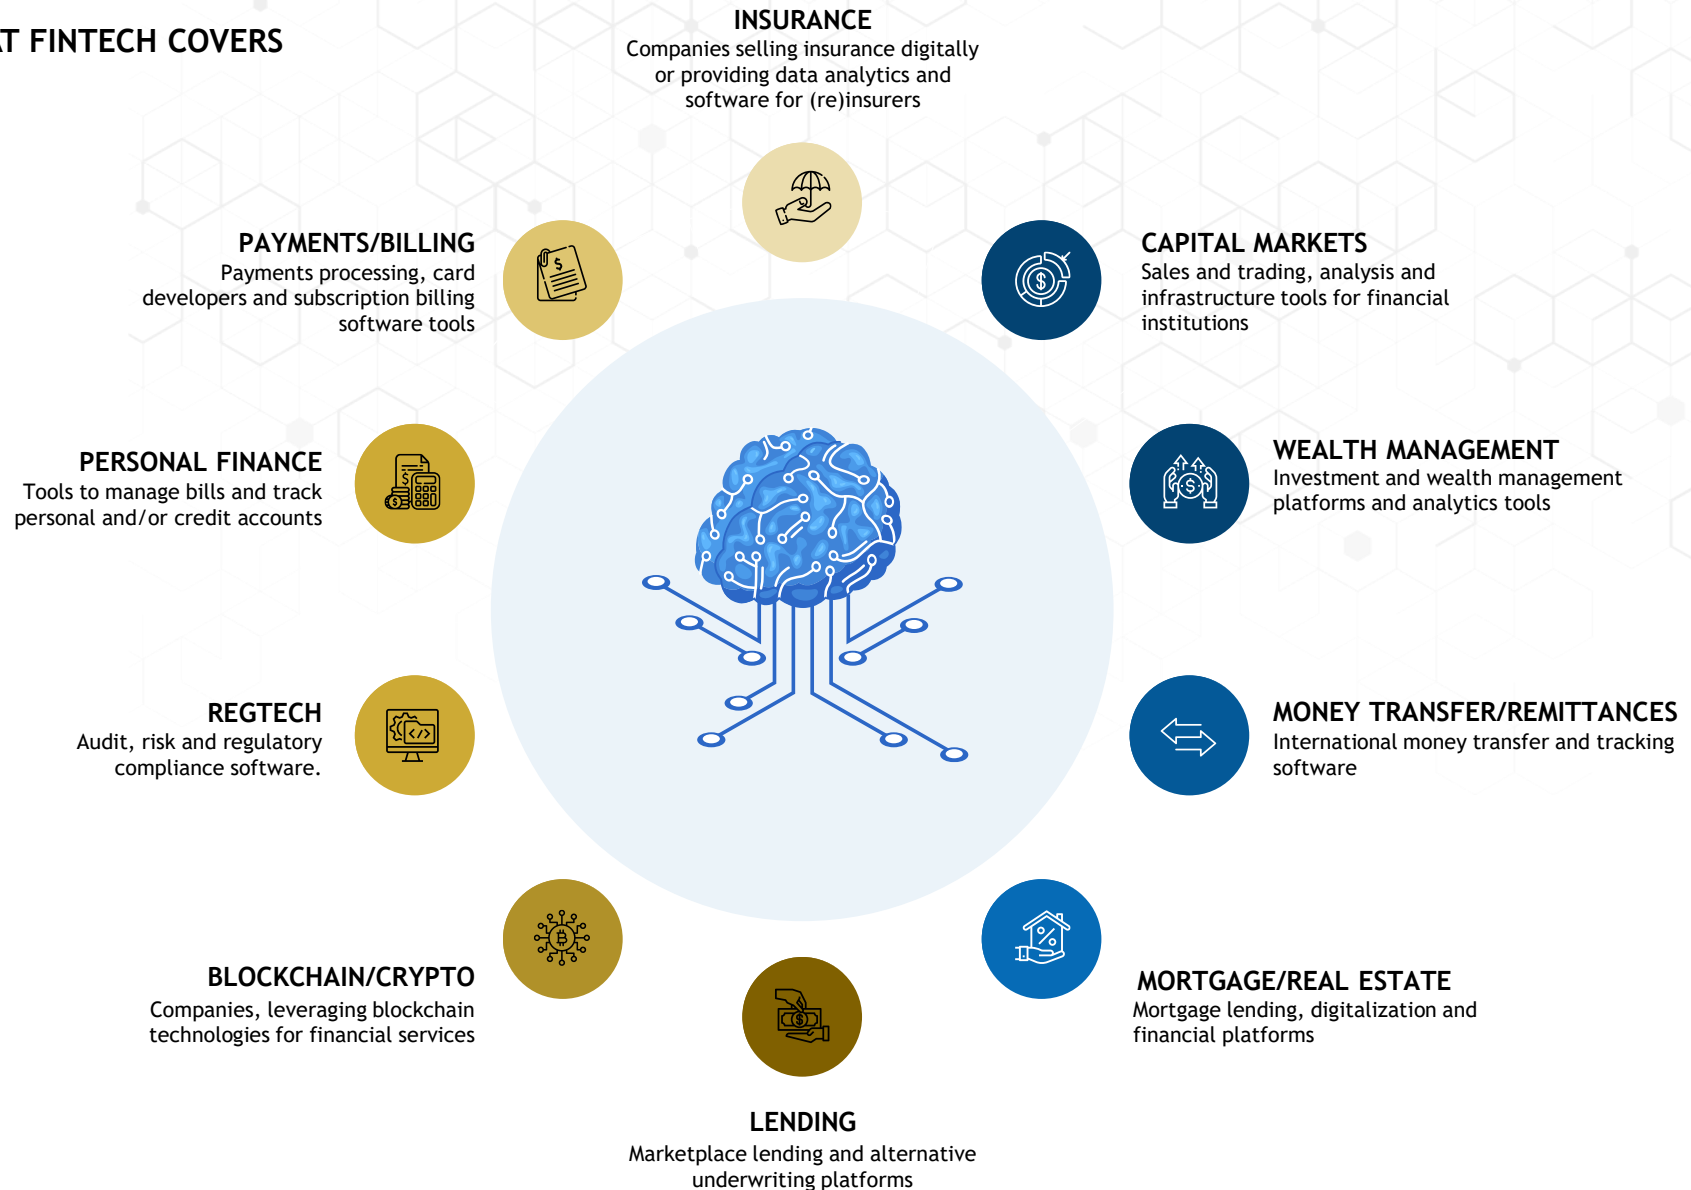 AT FINTECH COVERS
INSURANCE
Companies selling insurance digitally
or providing data analytics and
software for (re)insurers
PAYMENTS/BILLING
Payments processing, card
developers and subscription billing
software tools
CAPITAL MARKETS
Sales and trading, analysis and
infrastructure tools for financial
institutions
PERSONAL FINANCE
Tools to manage bills and track
personal and/or credit accounts
WEALTH MANAGEMENT
Investment and wealth management
platforms and analytics tools
REGTECH
Audit, risk and regulatory
compliance software.
MONEY TRANSFER/REMITTANCES
International money transfer and tracking
software
BLOCKCHAIN/CRYPTO
Companies, leveraging blockchain
technologies for financial services
MORTGAGE/REAL ESTATE
Mortgage lending, digitalization and
financial platforms
LENDING
Marketplace lending and alternative
underwriting platforms